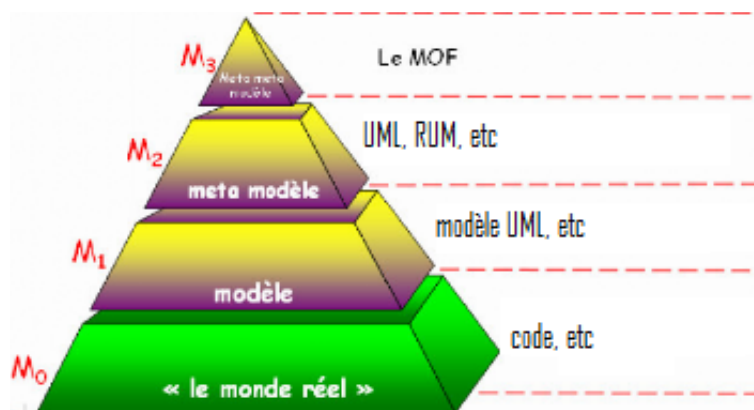 M3
Meta meta
modèle
Le MOF
M2
meta modèle
UML, RUM, etc
M1
modèle
modèle UML, etc
M0
« le monde réel »
code, etc